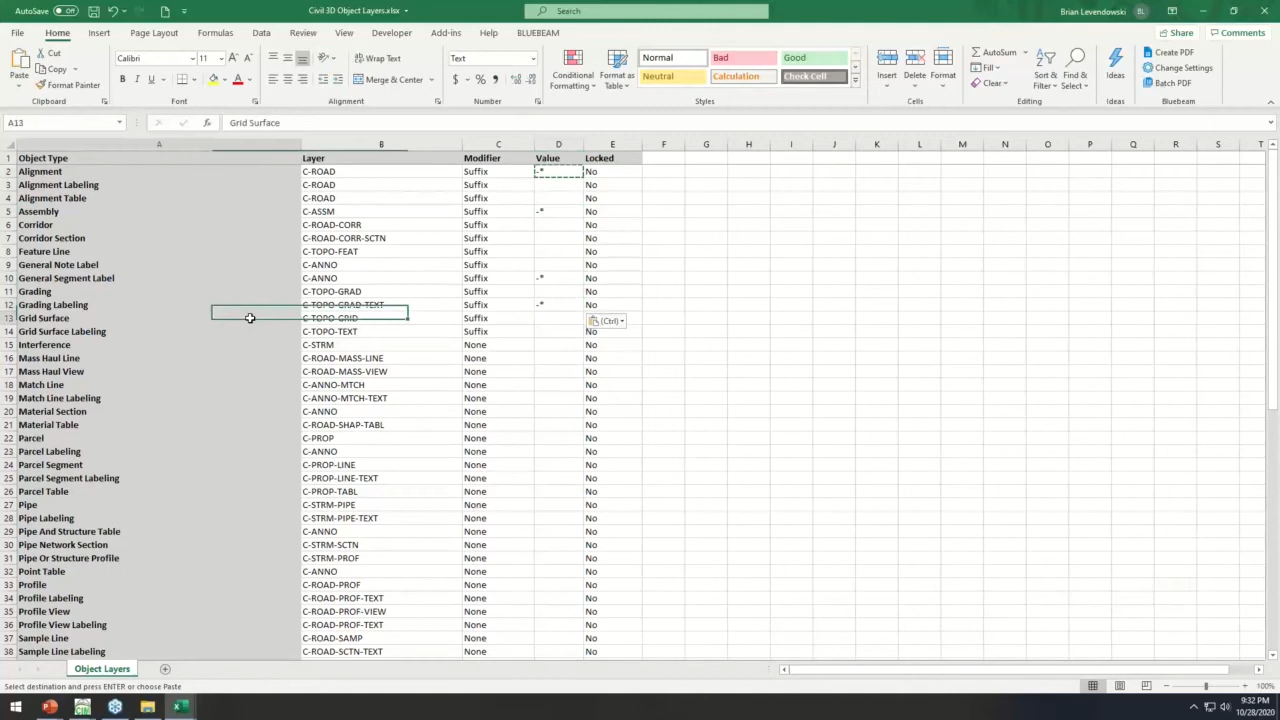 AutoSave Off
Civil 3D Object Layers.xlsx
Search
Brian Levendowski BL
File Home Insert Page Layout Formulas Data Review View Developer Add-ins Help BLUEBEAM Share Comments
Paste Cut Copy Format Painter Clipboard
Calibri 11 B I U Font
Wrap Text Merge & Center Alignment
Text $ % Number
Conditional Formatting Format as Table Normal Bad Good Neutral Calculation Check Cell Styles
Insert Delete Format Cells
AutoSum Fill Clear Sort & Filter Find & Select Editing
Ideas Ideas
Create PDF Change Settings Batch PDF Bluebeam
A13 fx Grid Surface
A B C D E F G H I J K L M N O P Q R S T
1 Object Type Layer Modifier Value Locked
2 Alignment C-ROAD Suffix -* No
3 Alignment Labeling C-ROAD Suffix No
4 Alignment Table C-ROAD Suffix No
5 Assembly C-ASSM Suffix -* No
6 Corridor C-ROAD-CORR Suffix No
7 Corridor Section C-ROAD-CORR-SCTN Suffix No
8 Feature Line C-TOPO-FEAT Suffix No
9 General Note Label C-ANNO Suffix No
10 General Segment Label C-ANNO Suffix -* No
11 Grading C-TOPO-GRAD Suffix No
12 Grading Labeling C-TOPO-GRAD-TEXT Suffix -* No
13 Grid Surface C-TOPO-GRID Suffix (Ctrl)
14 Grid Surface Labeling C-TOPO-TEXT Suffix No
15 Interference C-STRM None No
16 Mass Haul Line C-ROAD-MASS-LINE None No
17 Mass Haul View C-ROAD-MASS-VIEW None No
18 Match Line C-ANNO-MTCH None No
19 Match Line Labeling C-ANNO-MTCH-TEXT None No
20 Material Section C-ANNO None No
21 Material Table C-ROAD-SHAP-TABL None No
22 Parcel C-PROP None No
23 Parcel Labeling C-ANNO None No
24 Parcel Segment C-PROP-LINE None No
25 Parcel Segment Labeling C-PROP-LINE-TEXT None No
26 Parcel Table C-PROP-TABL None No
27 Pipe C-STRM-PIPE None No
28 Pipe Labeling C-STRM-PIPE-TEXT None No
29 Pipe And Structure Table C-ANNO None No
30 Pipe Network Section C-STRM-SCTN None No
31 Pipe Or Structure Profile C-STRM-PROF None No
32 Point Table C-ANNO None No
33 Profile C-ROAD-PROF None No
34 Profile Labeling C-ROAD-PROF-TEXT None No
35 Profile View C-ROAD-PROF-VIEW None No
36 Profile View Labeling C-ROAD-PROF-TEXT None No
37 Sample Line C-ROAD-SAMP None No
38 Sample Line Labeling C-ROAD-SCTN-TEXT None No
Object Layers
Select destination and press ENTER or choose Paste
100%
9:32 PM
10/28/2020